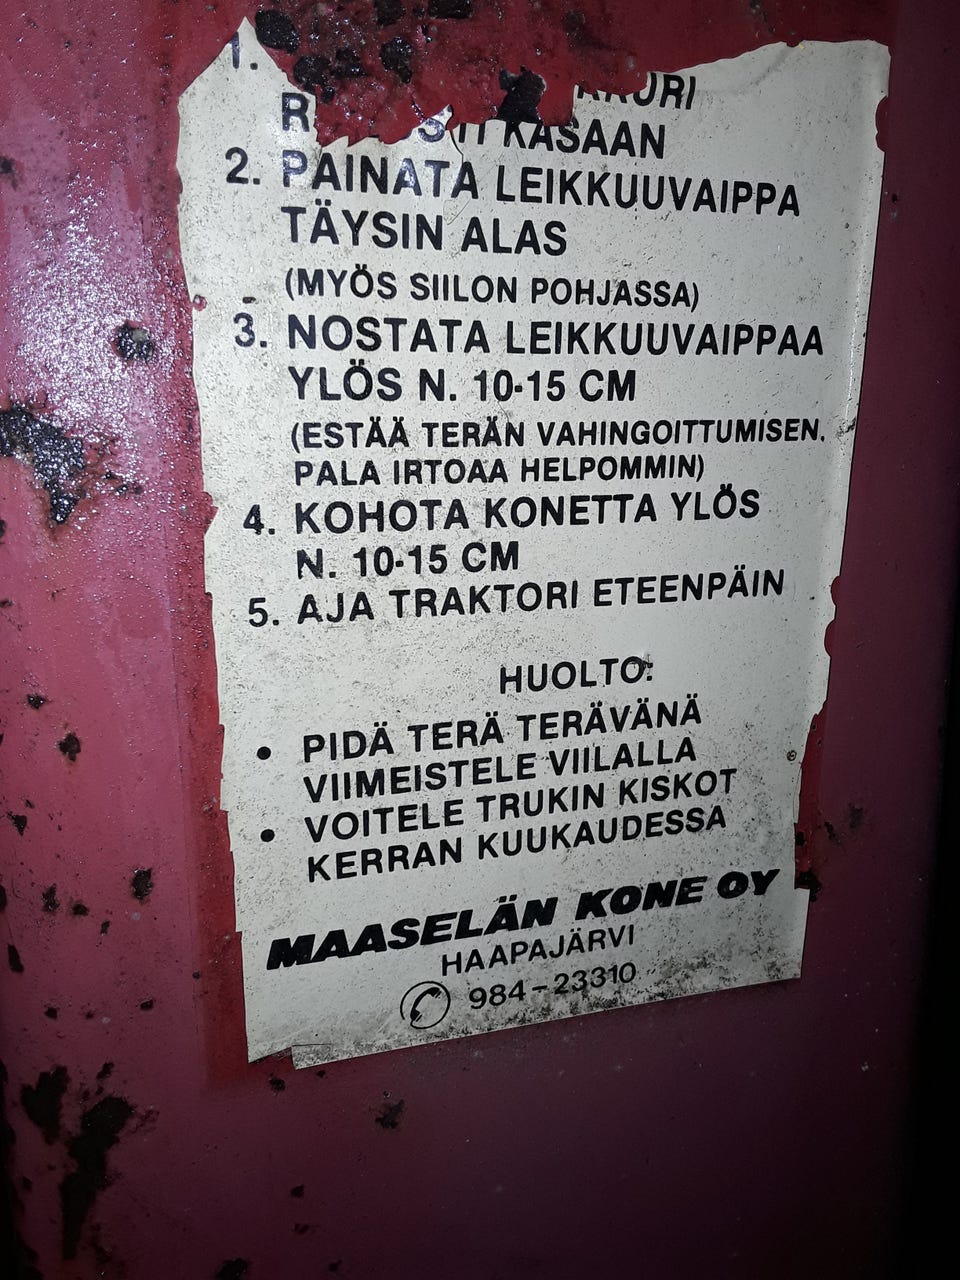 1.
KASAAN
2. PAINATA LEIKKUUVAIPPA
TÄYSIN ALAS
(MYÖS SIILON POHJASSA)
3. NOSTATA LEIKKUUVAIPPAA
YLÖS N. 10-15 CM
(ESTÄÄ TERÄN VAHINGOITTUMISEN.
PALA IRTOAA HELPOMMIN)
4. KOHOTA KONETTA YLÖS
N. 10-15 CM
5. AJA TRAKTORI ETEENPÄIN
HUOLTO:
• PIDÄ TERÄ TERÄVÄNÄ
VIIMEISTELE VIILALLA
• VOITELE TRUKIN KISKOT
KERRAN KUUKAUDESSA
MAASELÄN KONE OY
HAAPAJÄRVI
984-23310